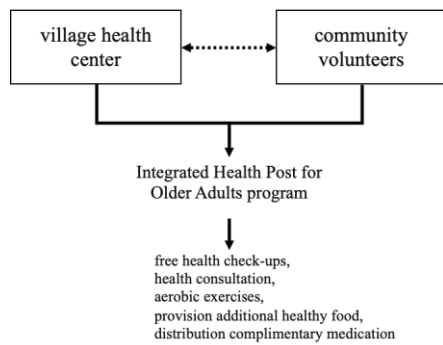 village health
center
community
volunteers
Integrated Health Post for
Older Adults program
free health check-ups,
health consultation,
aerobic exercises,
provision additional healthy food,
distribution complimentary medication